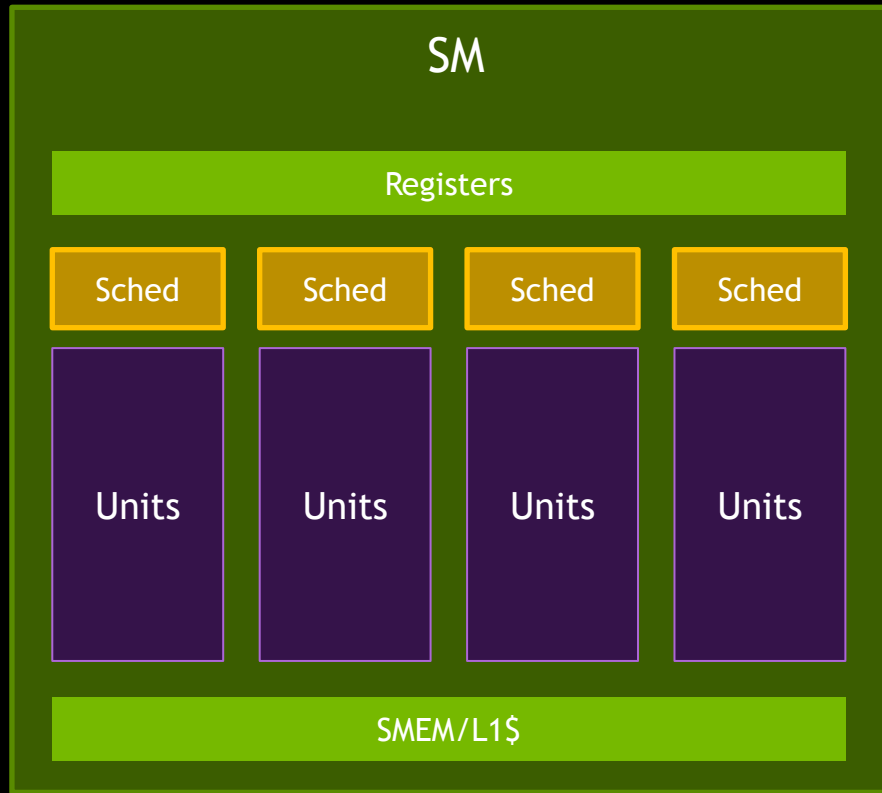 SM
Registers
Sched Sched Sched Sched
Units Units Units Units
SMEM/L1$